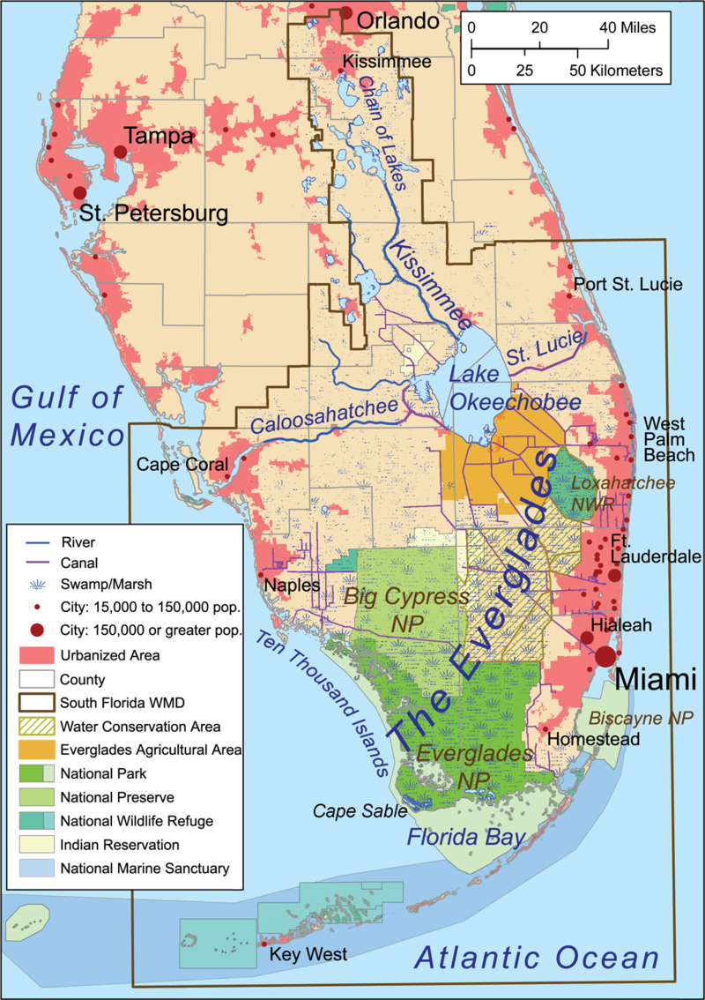 Orlando
0 20 40 Miles
0 25 50 Kilometers
Kissimmee
Chain of Lakes
Tampa
St. Petersburg
Kissimmee
Port St. Lucie
St. Lucie
Lake
Okeechobee
Gulf of
Mexico
Caloosahatchee
West
Palm
Beach
Cape Coral
Loxahatchee
NWR
The Everglades
Ft.
Lauderdale
Naples
Big Cypress
NP
Hialeah
Ten Thousand Islands
Miami
Biscayne NP
Homestead
Everglades
NP
Cape Sable
Florida Bay
River
Canal
Swamp/Marsh
City: 15,000 to 150,000 pop.
City: 150,000 or greater pop.
Urbanized Area
County
South Florida WMD
Water Conservation Area
Everglades Agricultural Area
National Park
National Preserve
National Wildlife Refuge
Indian Reservation
National Marine Sanctuary
Key West
Atlantic Ocean